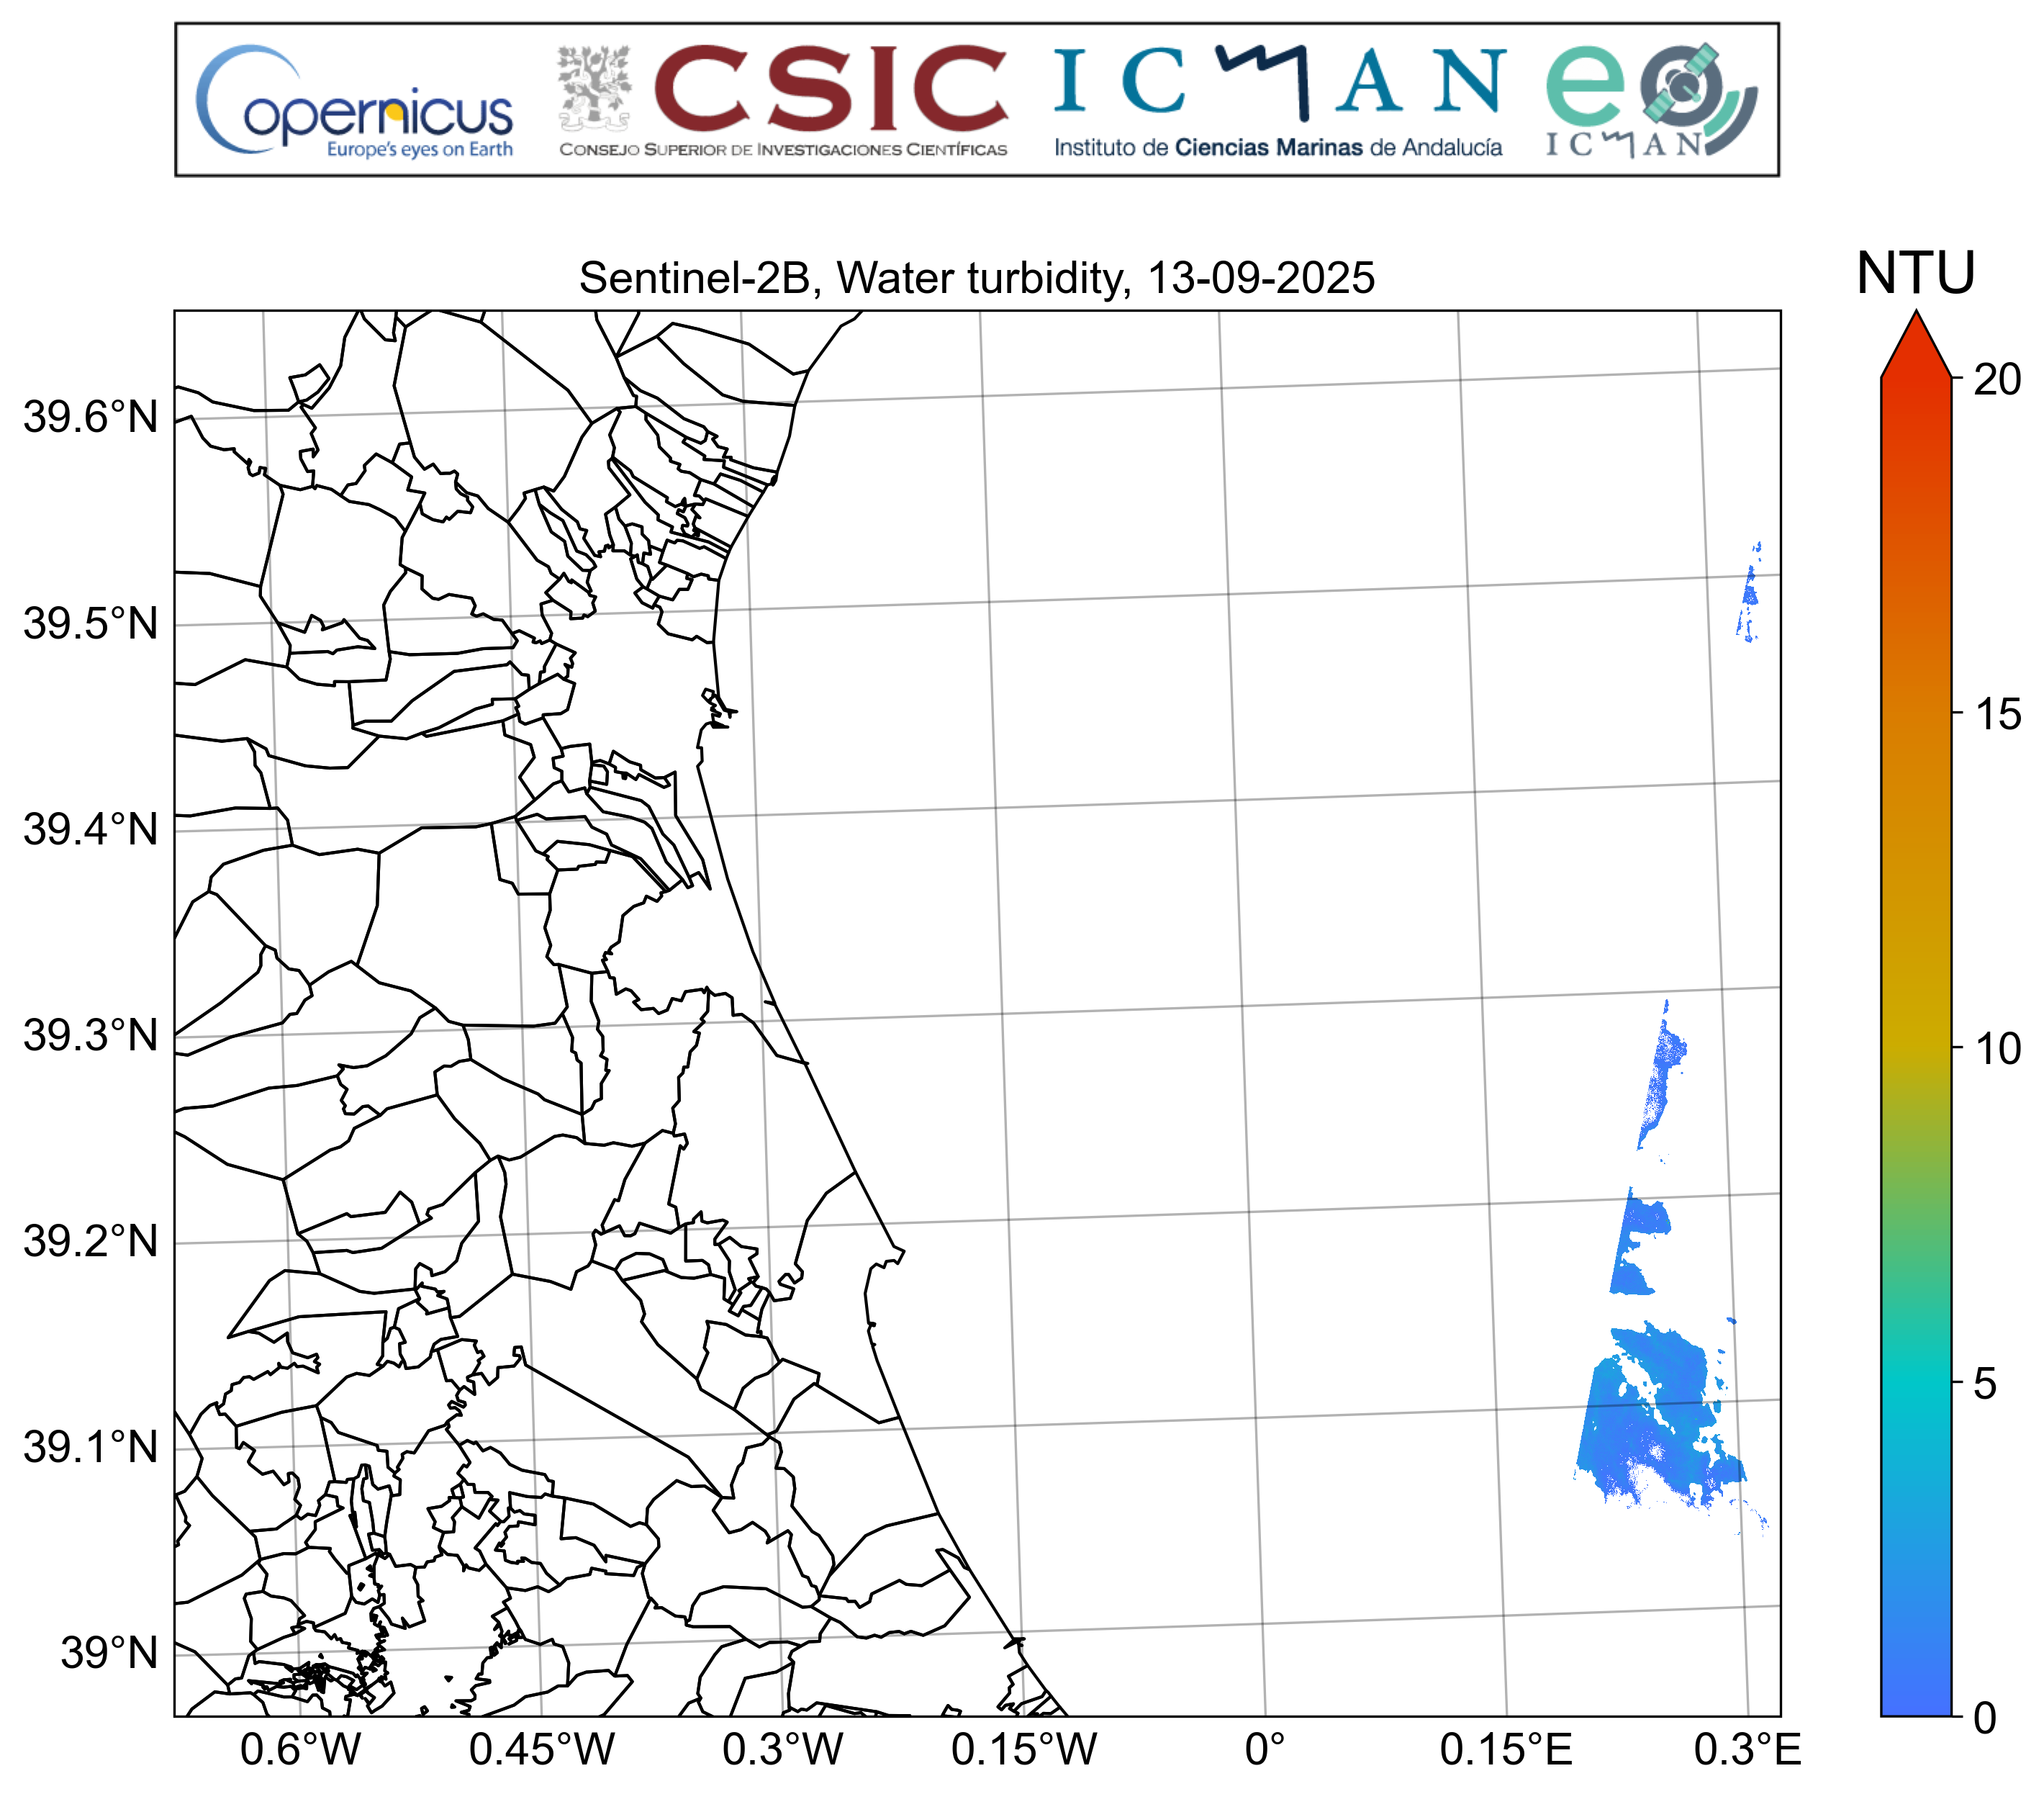 Copernicus
Europe's eyes on Earth
CSIC
CONSEJO SUPERIOR DE INVESTIGACIONES CIENTÍFICAS
ICMAN
Instituto de Ciencias Marinas de Andalucía
eo
ICMAN
Sentinel-2B, Water turbidity, 13-09-2025
NTU
39.6°N
39.5°N
39.4°N
39.3°N
39.2°N
39.1°N
39°N
0.6°W
0.45°W
0.3°W
0.15°W
0°
0.15°E
0.3°E
20
15
10
5
0